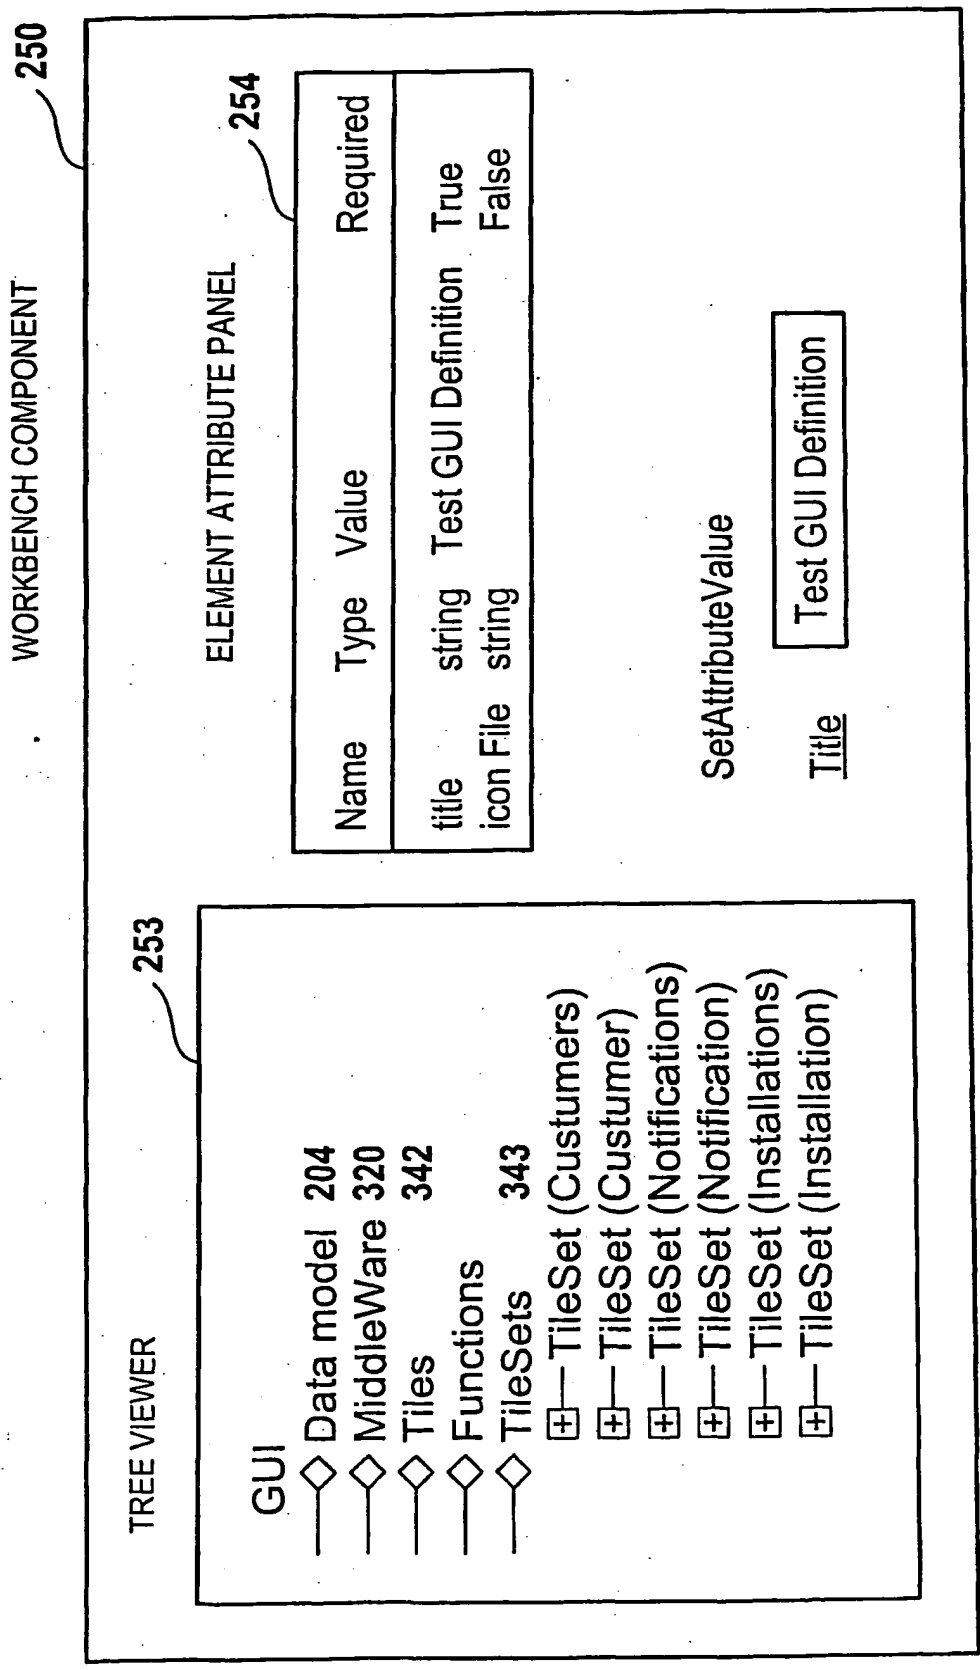 WORKBENCH COMPONENT 250
TREE VIEWER
253
GUI
Data model 204
MiddleWare 320
Tiles 342
Functions
TileSets 343
TileSet (Custumers)
TileSet (Custumer)
TileSet (Notifications)
TileSet (Notification)
TileSet (Installations)
TileSet (Installation)
ELEMENT ATTRIBUTE PANEL
254
Name Type Value Required
title string Test GUI Definition True
icon File string False
SetAttributeValue
Title Test GUI Definition